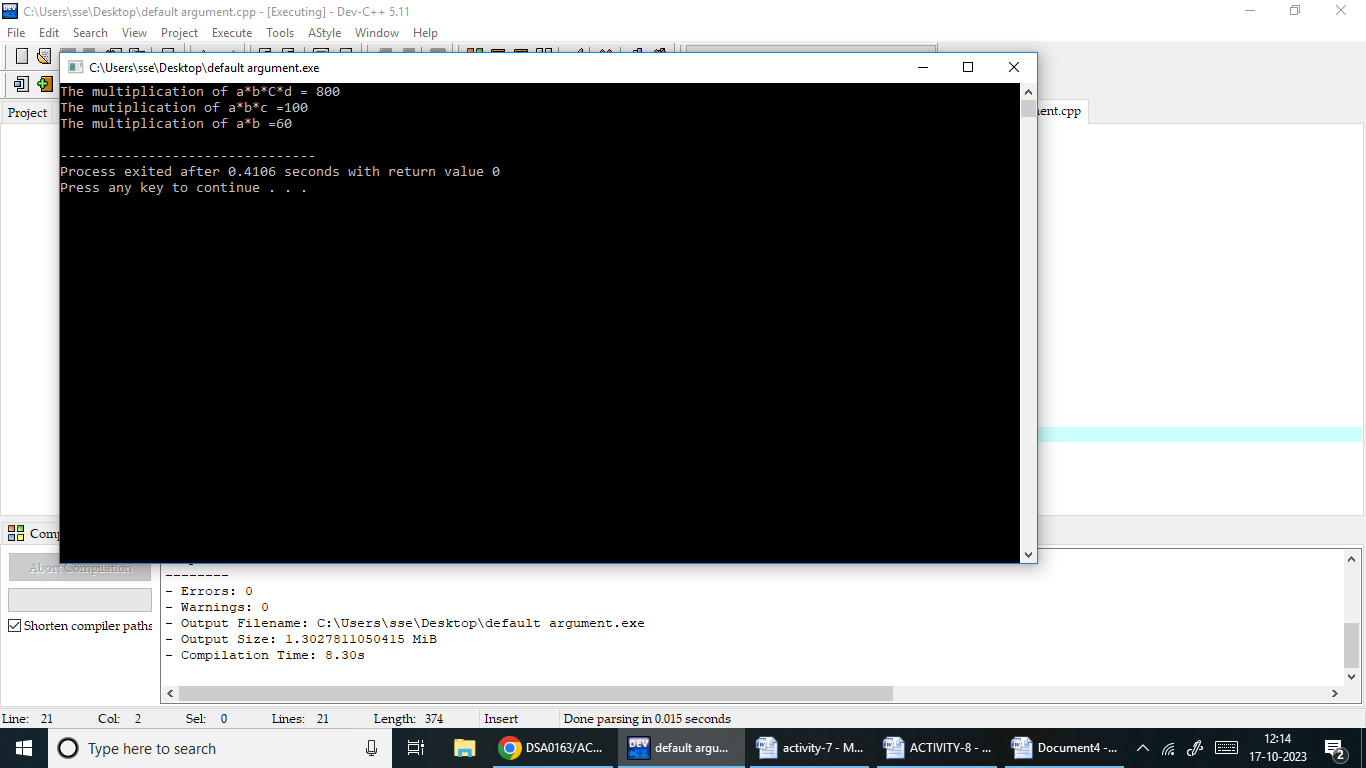 C:\Users\sse\Desktop\default argument.cpp - [Executing] - Dev-C++ 5.11
File Edit Search View Project Execute Tools AStyle Window Help
C:\Users\sse\Desktop\default argument.exe
Project
ent.cpp
The multiplication of a*b*C*d = 800
The mutiplication of a*b*c =100
The multiplication of a*b =60
--------------------------------
Process exited after 0.4106 seconds with return value 0
Press any key to continue . . .
Comp
Abort Compilation
Shorten compiler paths
--------
- Errors: 0
- Warnings: 0
- Output Filename: C:\Users\sse\Desktop\default argument.exe
- Output Size: 1.3027811050415 MiB
- Compilation Time: 8.30s
Line: 21 Col: 2 Sel: 0 Lines: 21 Length: 374 Insert Done parsing in 0.015 seconds
Type here to search
DSA0163/AC...
DEV
default argu...
activity-7 - M...
ACTIVITY-8 - ...
Document4 -...
12:14
17-10-2023
2